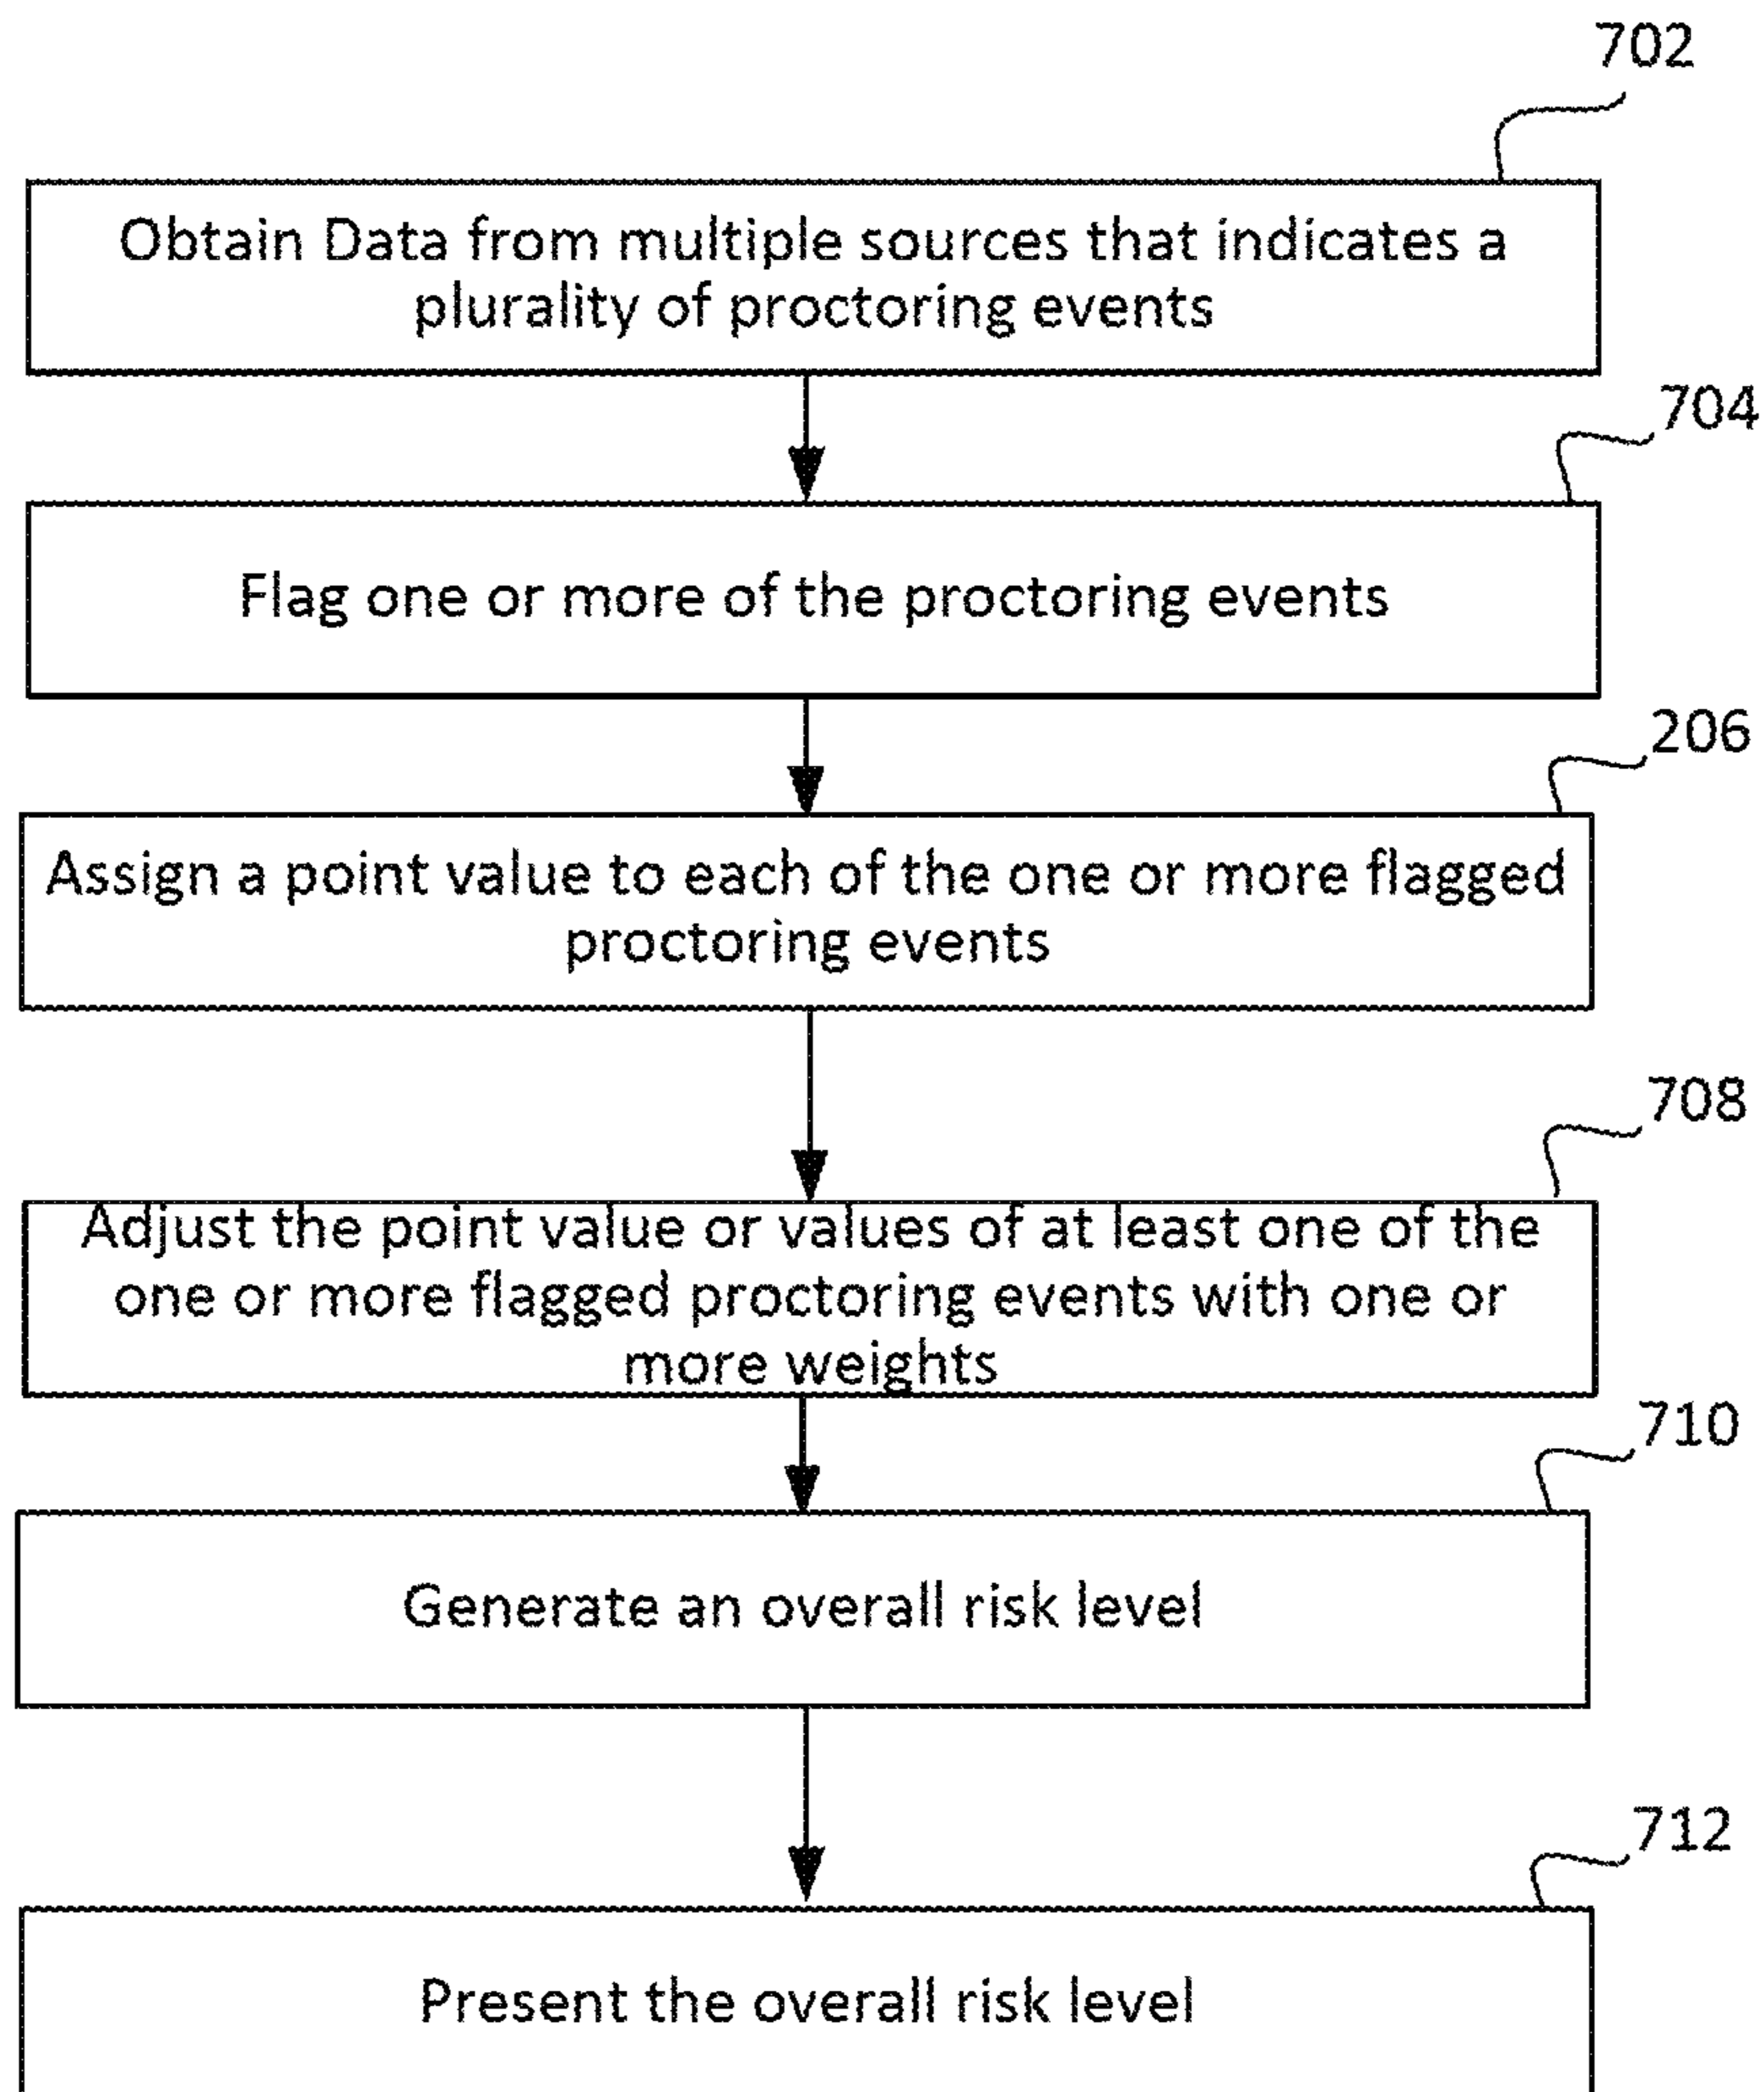 702
Obtain Data from multiple sources that indicates a
plurality of proctoring events
704
Flag one or more of the proctoring events
206
Assign a point value to each of the one or more flagged
proctoring events
708
Adjust the point value or values of at least one of the
one or more flagged proctoring events with one or
more weights
710
Generate an overall risk level
712
Present the overall risk level